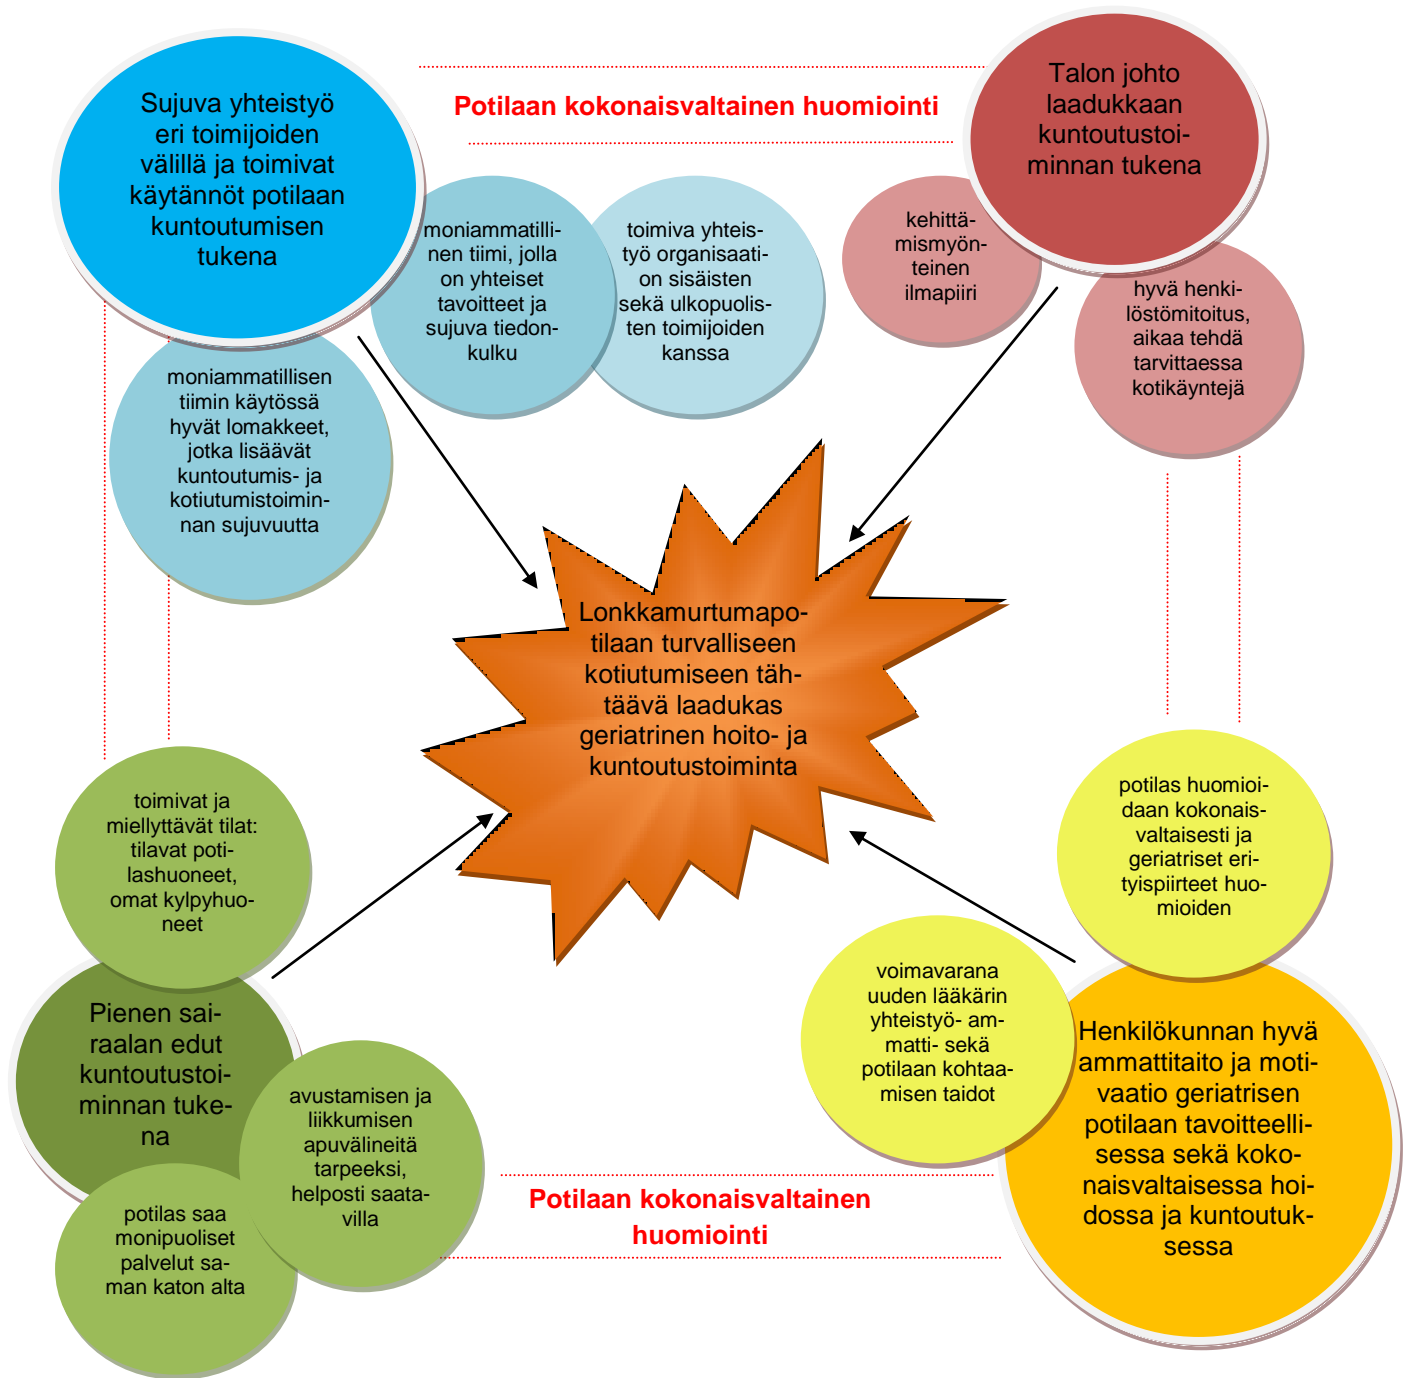 Sujuva yhteistyö
eri toimijoiden
välillä ja toimivat
käytännöt potilaan
kuntoutumisen
tukena
Potilaan kokonaisvaltainen huomiointi
Talon johto
laadukkaan
kuntoutustoi-
minnan tukena
moniammatilli-
nen tiimi, jolla
on yhteiset
tavoitteet ja
sujuva tiedon-
kulku
toimiva yhteis-
työ organisaati-
on sisäisten
sekä ulkopuolis-
ten toimijoiden
kanssa
kehittä-
mismyön-
teinen
ilmapiiri
hyvä henki-
löstömitoitus,
aikaa tehdä
tarvittaessa
kotikäyntejä
moniammatillisen
tiimin käytössä
hyvät lomakkeet,
jotka lisäävät
kuntoutumis- ja
kotiutumistoimin-
nan sujuvuutta
Lonkkamurtumapo-
tilaan turvalliseen
kotiutumiseen täh-
täävä laadukas
geriatrinen hoito- ja
kuntoutustoiminta
toimivat ja
miellyttävät tilat:
tilavat poti-
lashuoneet,
omat kylpyhuo-
neet
potilas huomioi-
daan kokonais-
valtaisesti ja
geriatriset eri-
tyispiirteet huo-
mioiden
voimavarana
uuden lääkärin
yhteistyö- am-
matti- sekä
potilaan kohtaa-
misen taidot
Pienen sai-
raalan edut
kuntoutustoi-
minnan tuke-
na
Henkilökunnan hyvä
ammattitaito ja moti-
vaatio geriatrisen
potilaan tavoitteelli-
sessa sekä koko-
naisvaltaisessa hoi-
dossa ja kuntoutuk-
sessa
avustamisen ja
liikkumisen
apuvälineitä
tarpeeksi,
helposti saata-
villa
potilas saa
monipuoliset
palvelut sa-
man katon alta
Potilaan kokonaisvaltainen
huomiointi